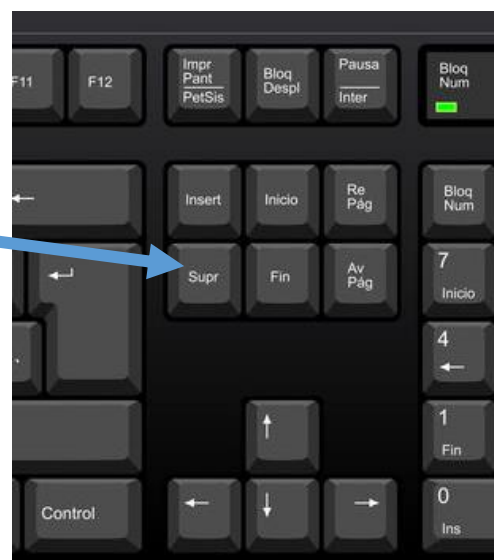 F11
F12
Impr
Pant
PetSis
Bloq
Despl
Pausa
Inter
Bloq
Num
Insert
Inicio
Re
Pág
Bloq
Num
Supr
Fin
Av
Pág
7
Inicio
4
1
Fin
Control
0
Ins